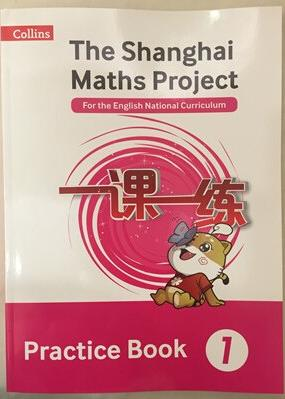 Collins
The Shanghai
Maths Project
For the English National Curriculum
一课一练
Practice Book 1